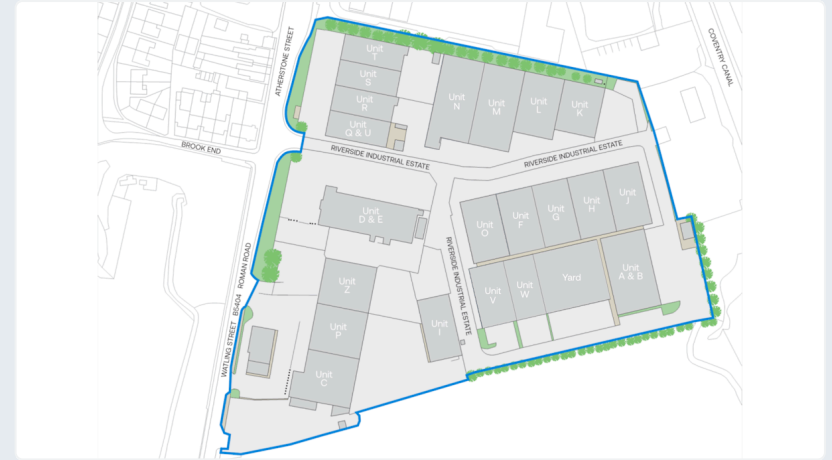 COVENTRY CANAL
ATHERSTONE STREET
Unit
T
Unit
S
Unit
R
Unit
Q & U
Unit
N
Unit
M
Unit
L
Unit
K
BROOK END
RIVERSIDE INDUSTRIAL ESTATE
RIVERSIDE INDUSTRIAL ESTATE
Unit
D & E
Unit
O
Unit
F
Unit
G
Unit
H
Unit
J
RIVERSIDE INDUSTRIAL ESTATE
WATLING STREET B5404 ROMAN ROAD
Unit
Z
Unit
P
Unit
C
Unit
I
Unit
V
Unit
W
Yard
Unit
A & B